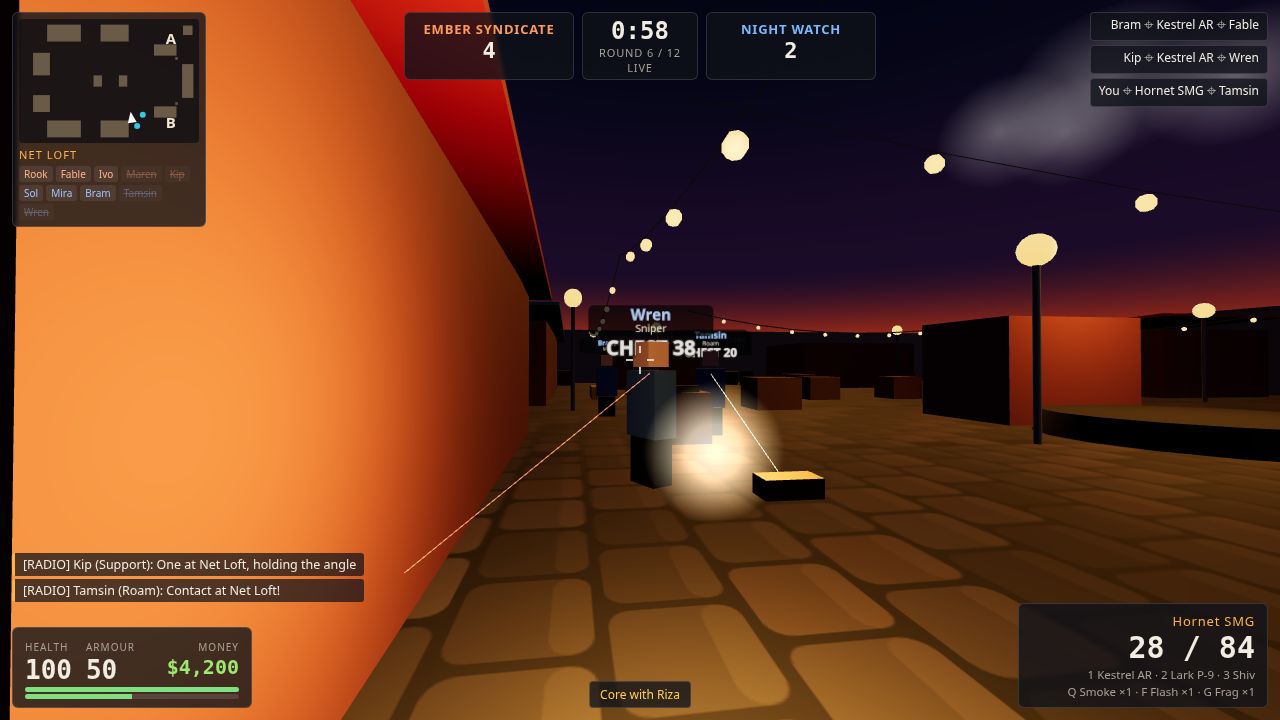 A
B
NET LOFT
Rook Fable Ivo Maren Kip
Sol Mira Bram Tamsin
Wren
EMBER SYNDICATE
4
0:58
ROUND 6 / 12
LIVE
NIGHT WATCH
2
Bram ⌖ Kestrel AR ⌖ Fable
Kip ⌖ Kestrel AR ⌖ Wren
You ⌖ Hornet SMG ⌖ Tamsin
Wren
Sniper
CHEST 38
Tamsin
Roam
CHEST 20
[RADIO] Kip (Support): One at Net Loft, holding the angle
[RADIO] Tamsin (Roam): Contact at Net Loft!
HEALTH ARMOUR MONEY
100 50 $4,200
Core with Riza
Hornet SMG
28 / 84
1 Kestrel AR · 2 Lark P-9 · 3 Shiv
Q Smoke ×1 · F Flash ×1 · G Frag ×1